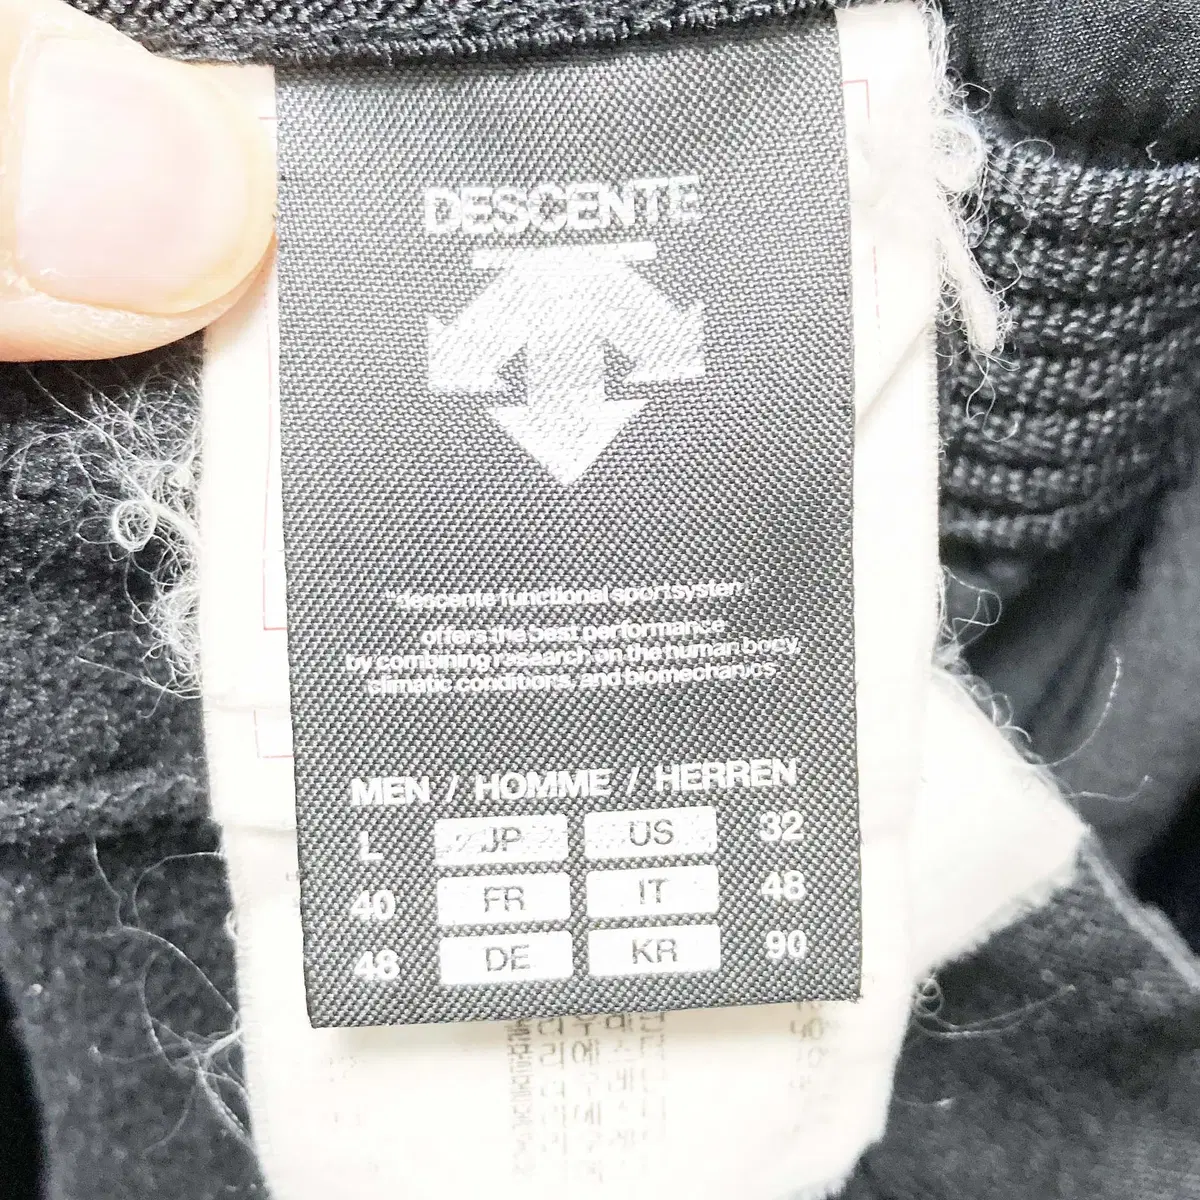 DESCENTE
"descente functional sportsystem"
offers the best performance
by combining research on the human body,
climatic conditions, and biomechanics
MEN / HOMME / HERREN
L JP US 32
40 FR IT 48
48 DE KR 90